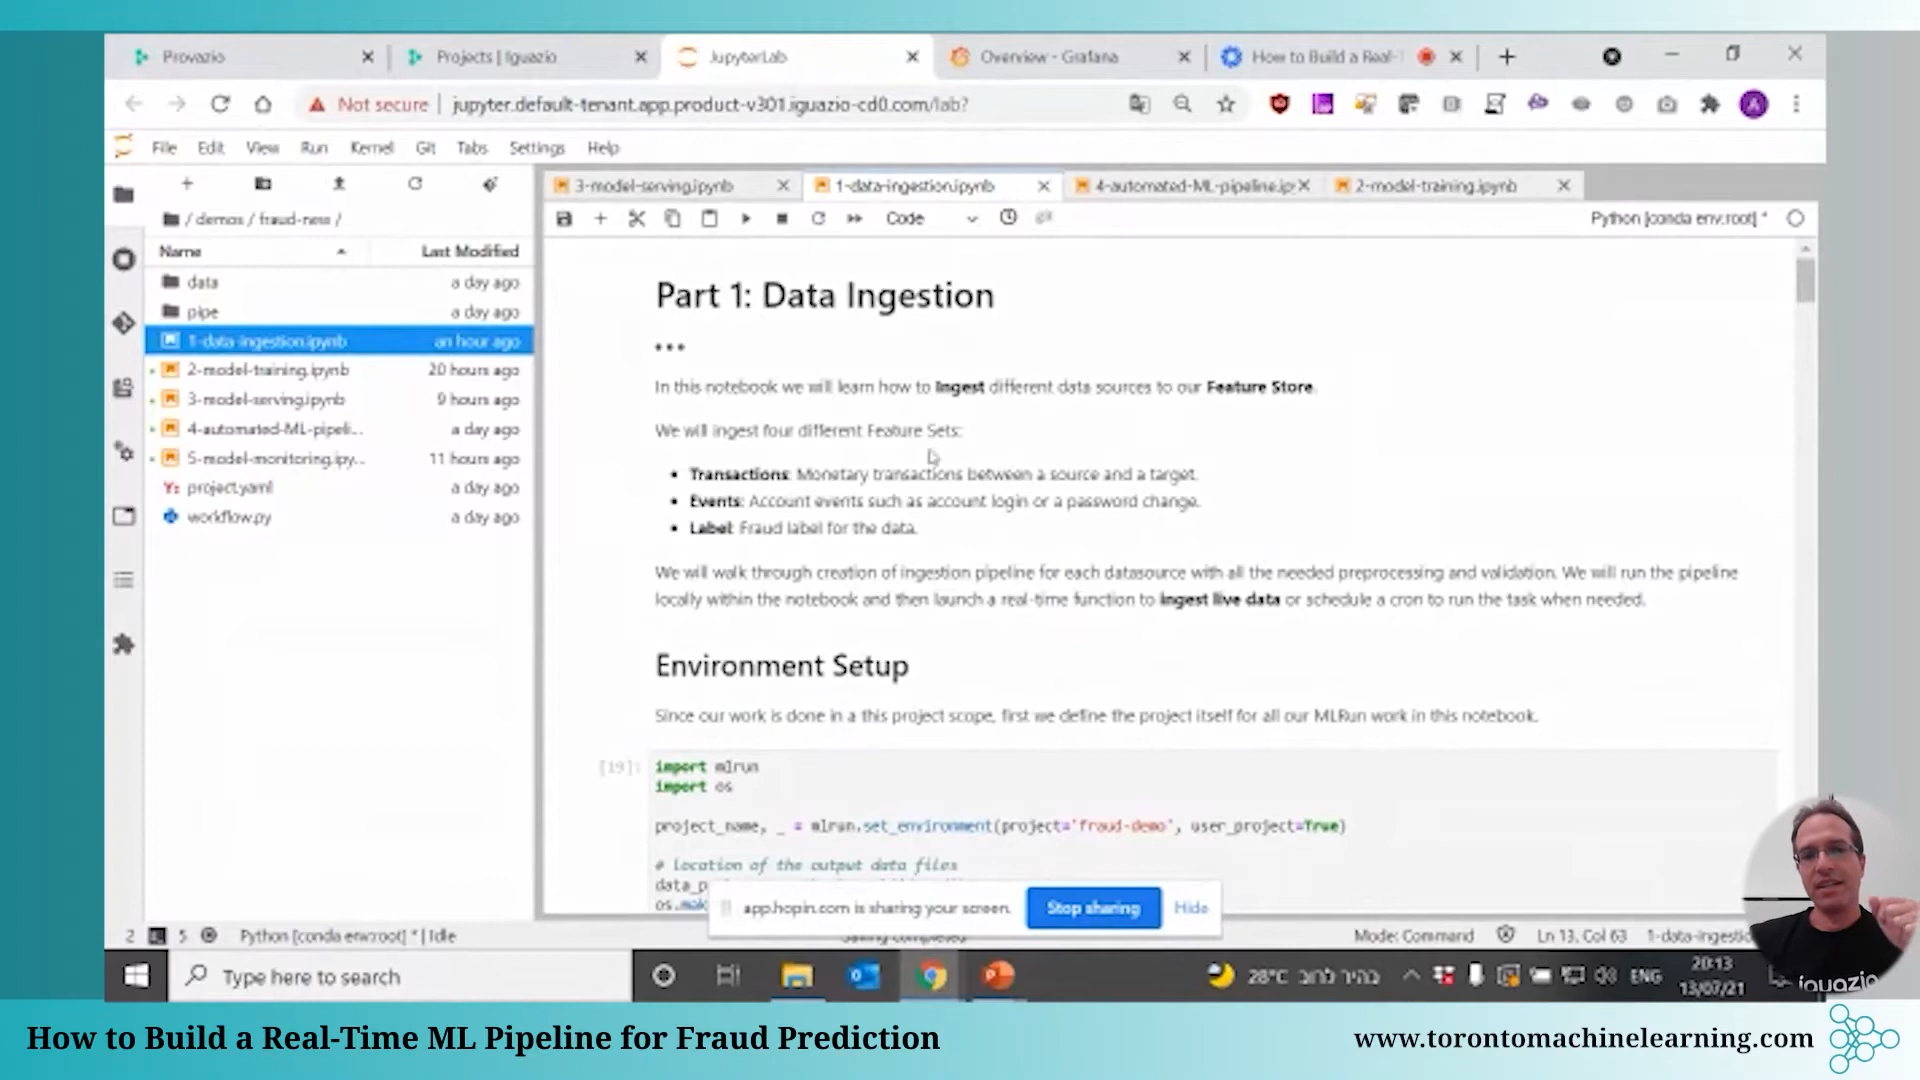 Provazio
Projects | Iguazio
JupyterLab
Overview - Grafana
How to Build a Real-T
Not secure
jupyter.default-tenant.app.product-v301.iguazio-cd0.com/lab?
File Edit View Run Kernel Git Tabs Settings Help
3-model-serving.ipynb
1-data-ingestion.ipynb
4-automated-ML-pipeline.ip
2-model-training.ipynb
/ demos / fraud-new /
Code
Python [conda env:root] *
Name Last Modified
data a day ago
pipe a day ago
1-data-ingestion.ipynb an hour ago
2-model-training.ipynb 20 hours ago
3-model-serving.ipynb 9 hours ago
4-automated-ML-pipeli... a day ago
5-model-monitoring.ipy... 11 hours ago
Y: project.yaml a day ago
workflow.py a day ago
Part 1: Data Ingestion
In this notebook we will learn how to Ingest different data sources to our Feature Store.
We will ingest four different Feature Sets:
• Transactions: Monetary transactions between a source and a target.
• Events: Account events such as account login or a password change.
• Label: Fraud label for the data.
We will walk through creation of ingestion pipeline for each datasource with all the needed preprocessing and validation. We will run the pipeline
locally within the notebook and then launch a real-time function to ingest live data or schedule a cron to run the task when needed.
Environment Setup
Since our work is done in a this project scope, first we define the project itself for all our MLRun work in this notebook.
[19]: import mlrun
import os
project_name, _ = mlrun.set_environment(project='fraud-demo', user_project=True)
# location of the output data files
data_p
os.mak
app.hopin.com is sharing your screen.
Stop sharing
Hide
2 5 Python [conda env:root] * | Idle
Saving completed
Mode: Command
Ln 13, Col 63
1-data-ingestic
Type here to search
28°C בהיר לרוב
ENG
20:13
13/07/21
iguazio
How to Build a Real-Time ML Pipeline for Fraud Prediction
www.torontomachinelearning.com